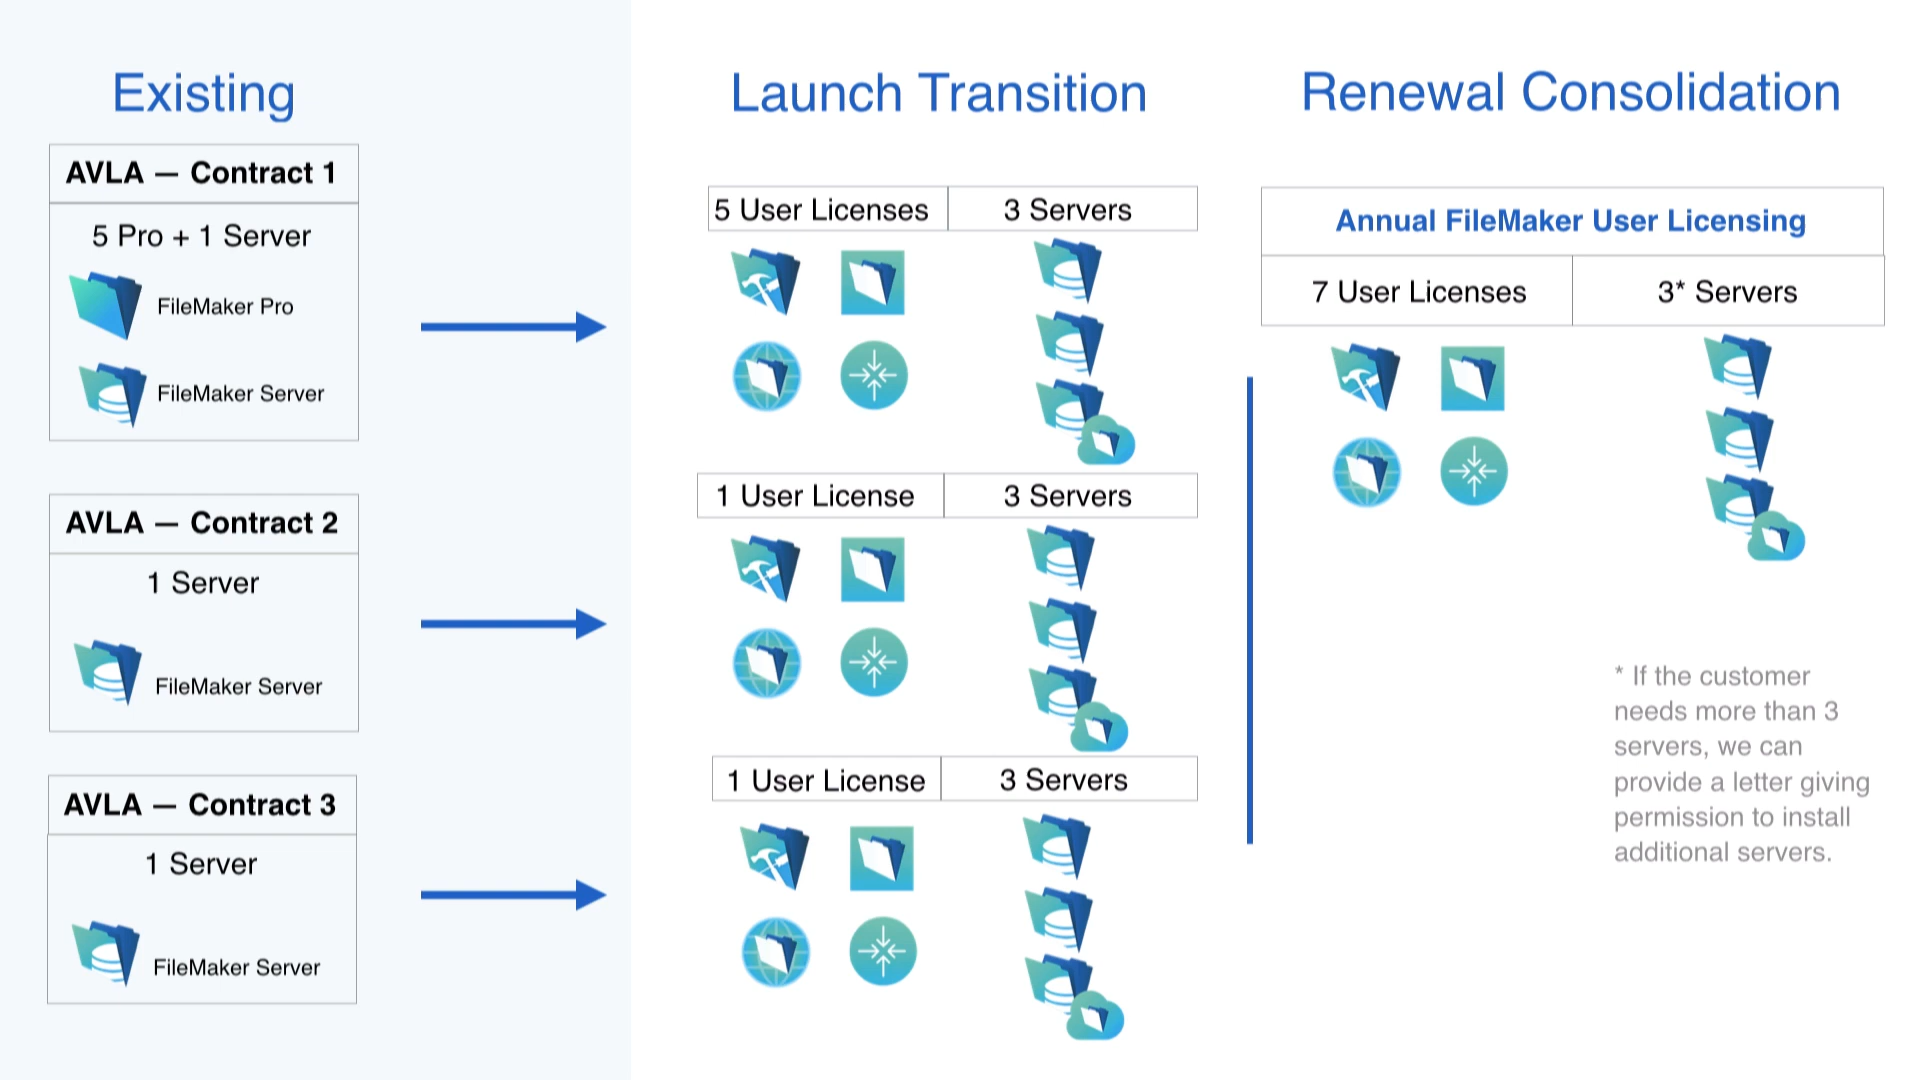 Existing
AVLA — Contract 1
5 Pro + 1 Server
FileMaker Pro
FileMaker Server
AVLA — Contract 2
1 Server
FileMaker Server
AVLA — Contract 3
1 Server
FileMaker Server
Launch Transition
5 User Licenses
3 Servers
1 User License
3 Servers
1 User License
3 Servers
Renewal Consolidation
Annual FileMaker User Licensing
7 User Licenses
3* Servers
* If the customer
needs more than 3
servers, we can
provide a letter giving
permission to install
additional servers.